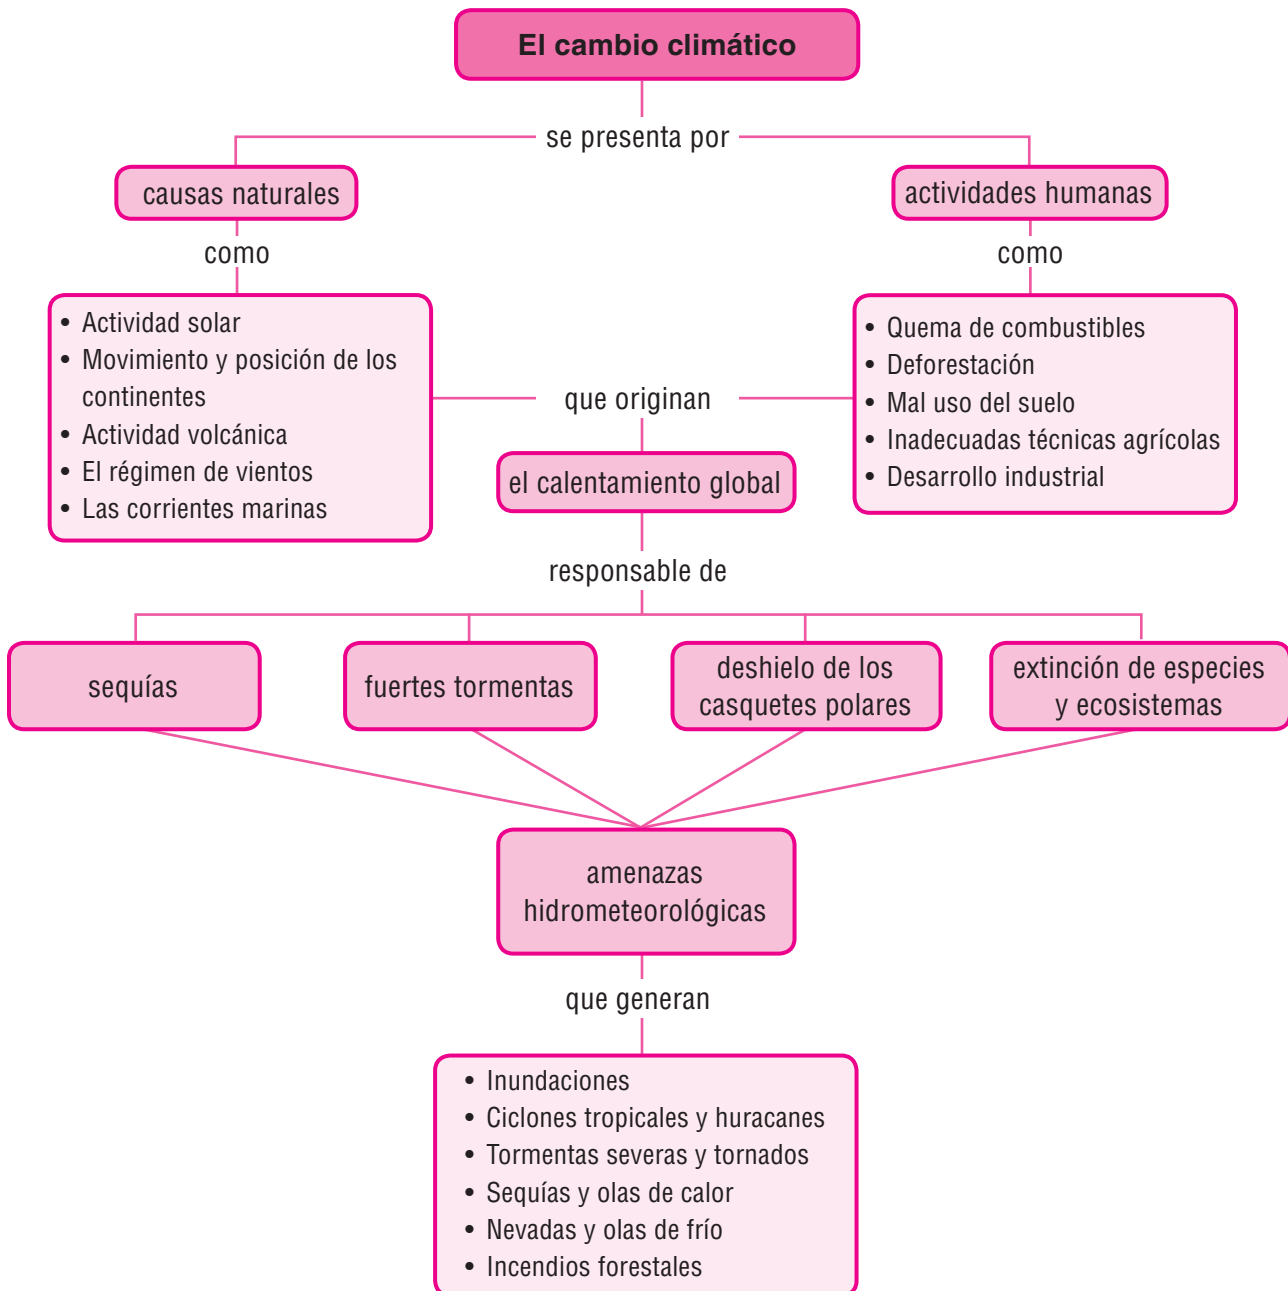 El cambio climático
se presenta por
causas naturales
actividades humanas
como
como
• Actividad solar
• Movimiento y posición de los
continentes
• Actividad volcánica
• El régimen de vientos
• Las corrientes marinas
que originan
• Quema de combustibles
• Deforestación
• Mal uso del suelo
• Inadecuadas técnicas agrícolas
• Desarrollo industrial
el calentamiento global
responsable de
sequías
fuertes tormentas
deshielo de los
casquetes polares
extinción de especies
y ecosistemas
amenazas
hidrometeorológicas
que generan
• Inundaciones
• Ciclones tropicales y huracanes
• Tormentas severas y tornados
• Sequías y olas de calor
• Nevadas y olas de frío
• Incendios forestales